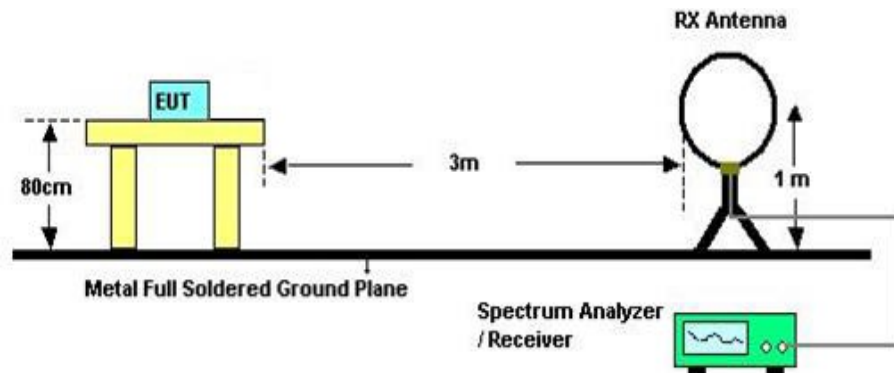 RX Antenna
EUT
80cm
3m
1 m
Metal Full Soldered Ground Plane
Spectrum Analyzer
/ Receiver